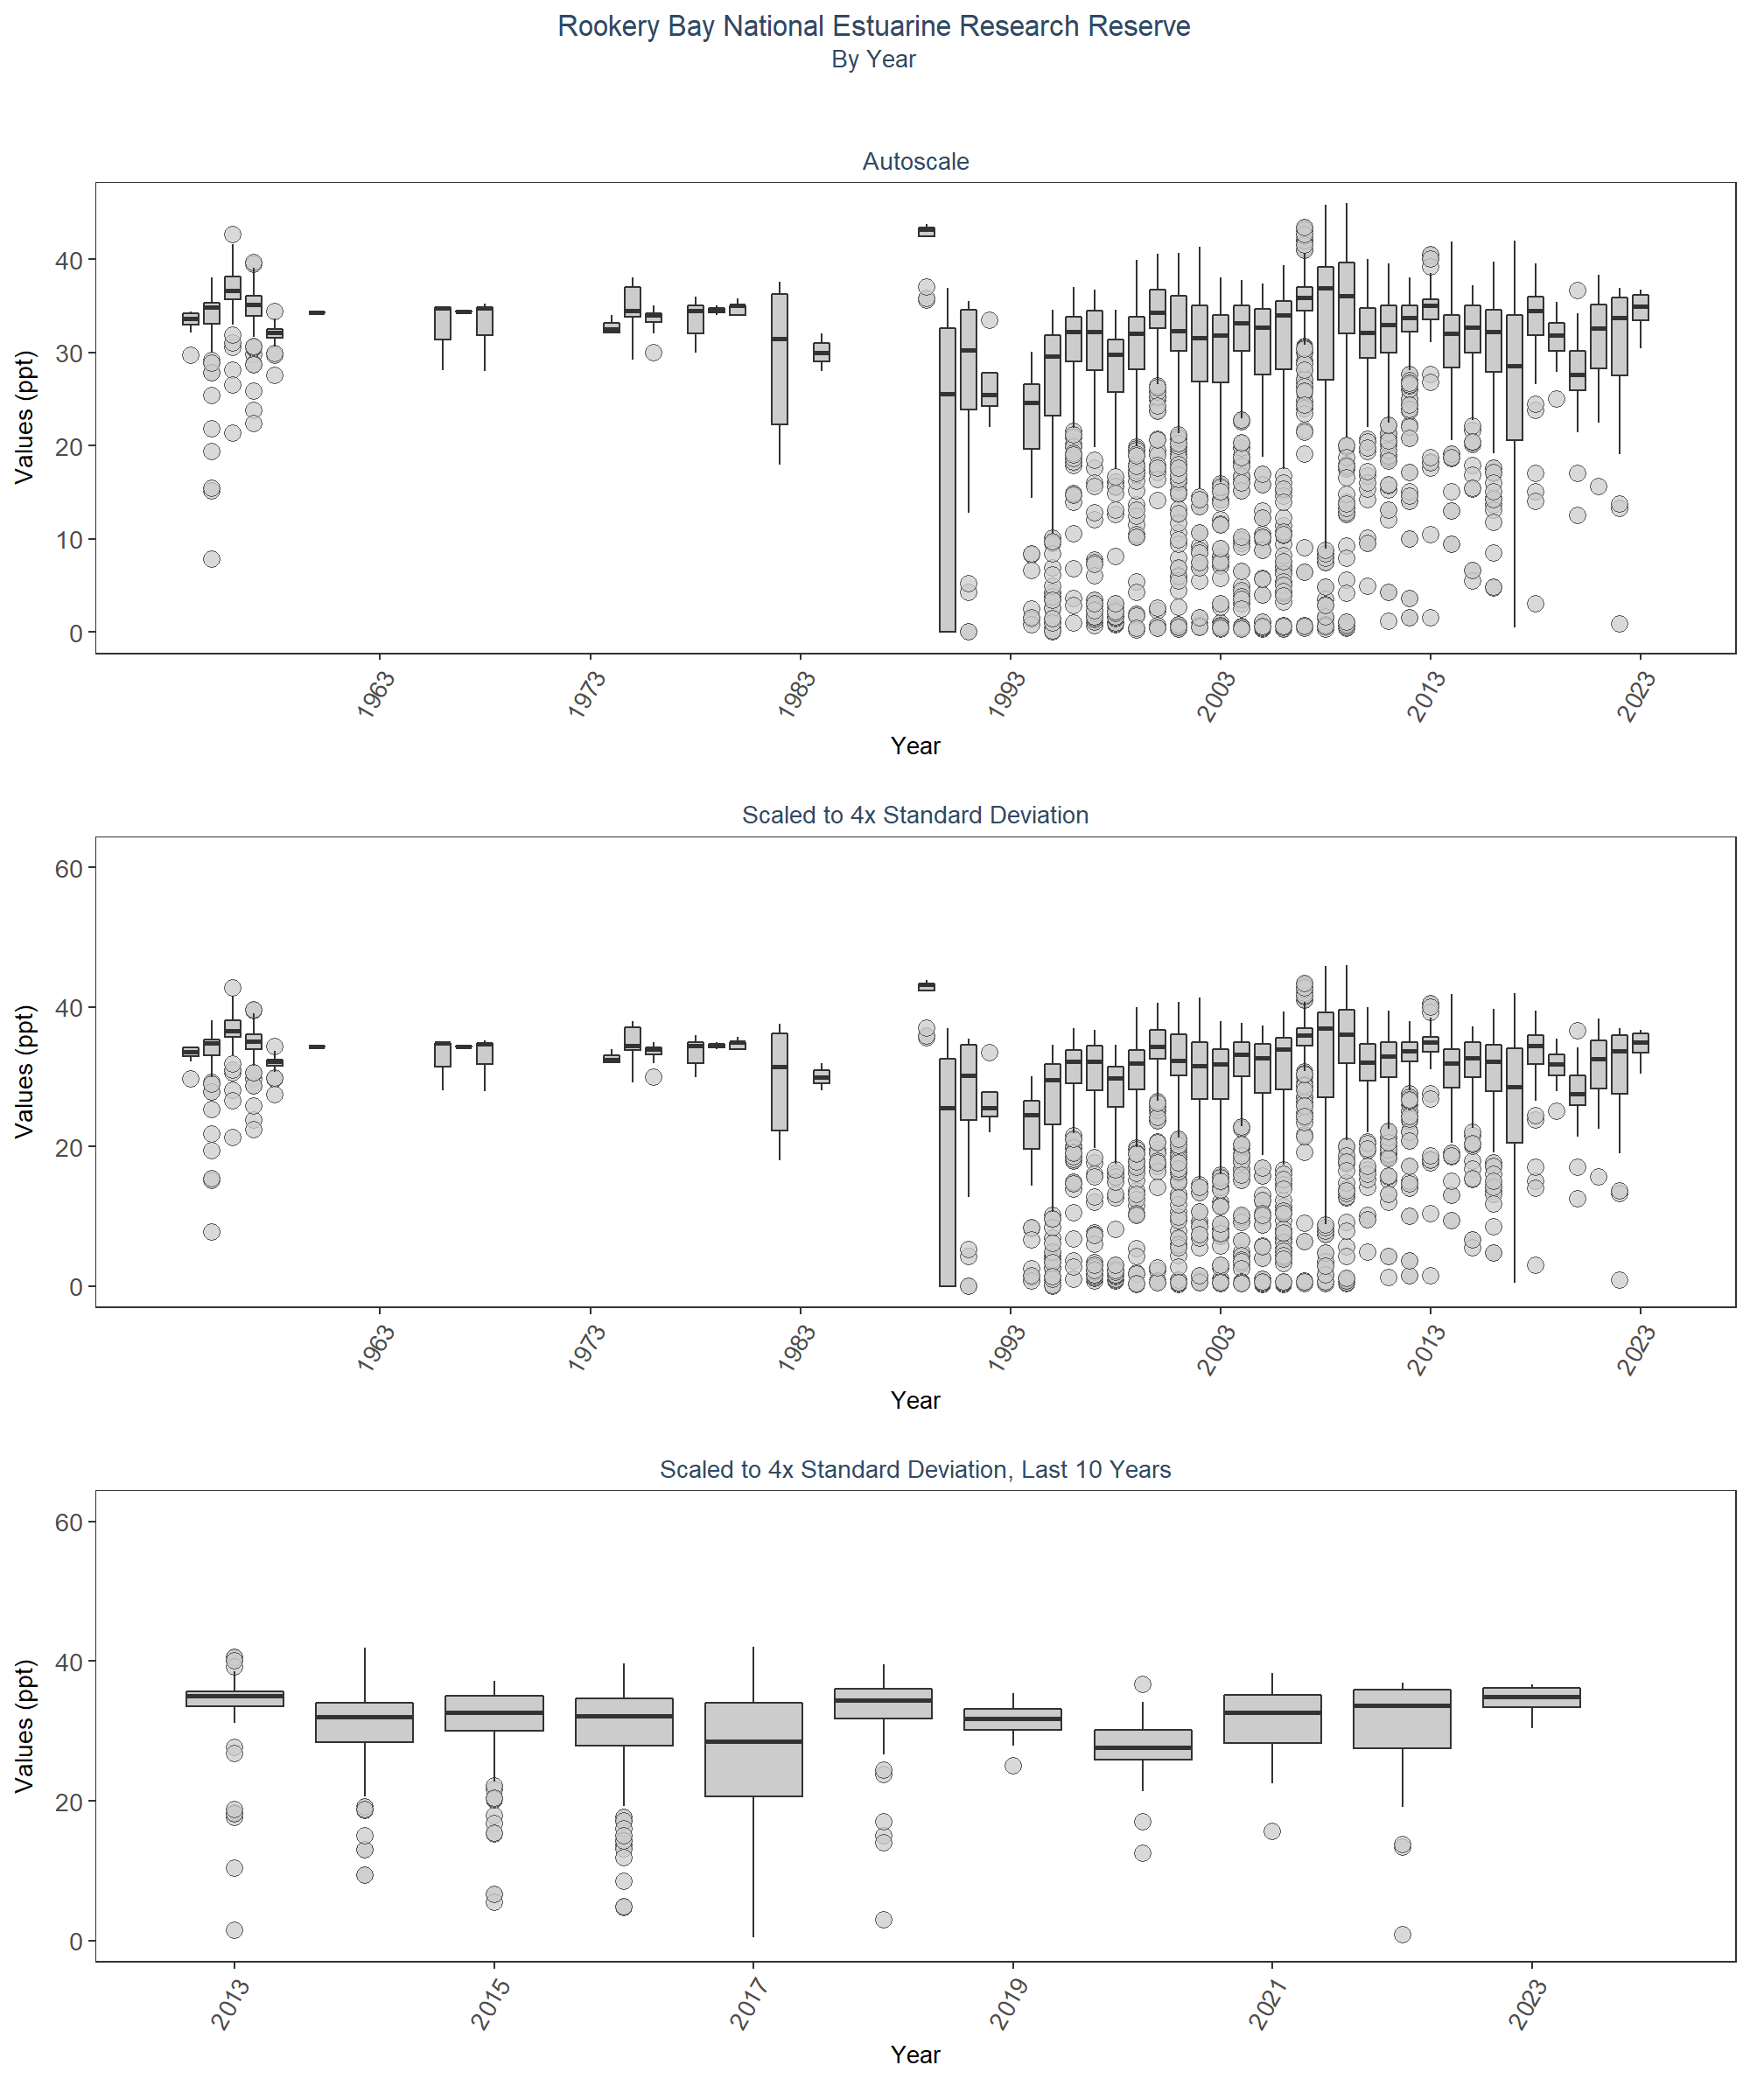 Rookery Bay National Estuarine Research Reserve
By Year
Autoscale
Values (ppt)
40
30
20
10
0
1963 1973 1983 1993 2003 2013 2023
Year
Scaled to 4x Standard Deviation
Values (ppt)
60
40
20
0
1963 1973 1983 1993 2003 2013 2023
Year
Scaled to 4x Standard Deviation, Last 10 Years
Values (ppt)
60
40
20
0
2013 2015 2017 2019 2021 2023
Year